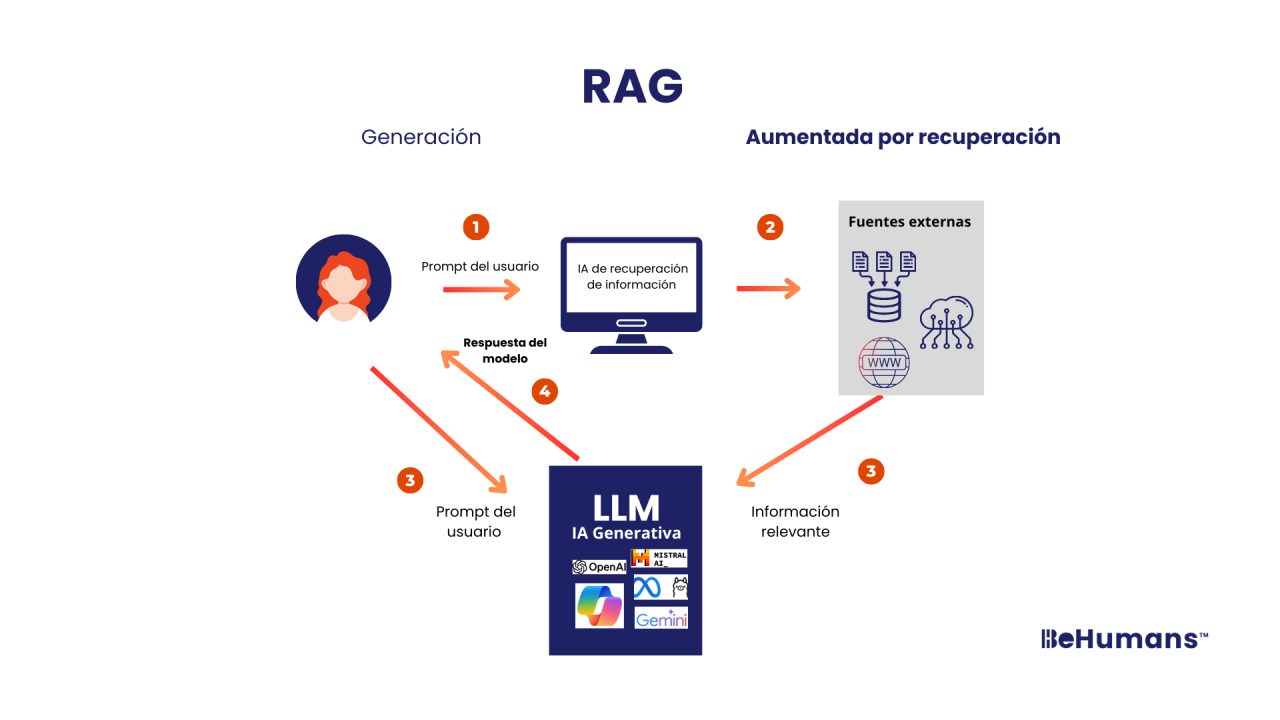 RAG
Generación
Aumentada por recuperación
1
Prompt del usuario
IA de recuperación
de información
2
Fuentes externas
WWW
Respuesta del
modelo
4
3
Prompt del
usuario
3
Información
relevante
LLM
IA Generativa
OpenAI
MISTRAL
AI_
Gemini
BeHumans™